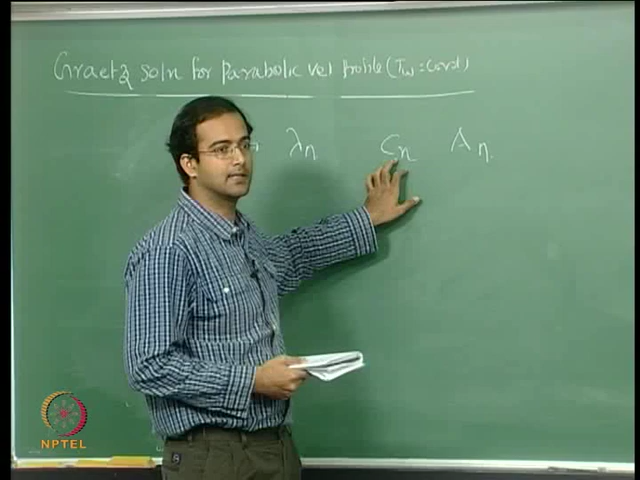 Graetz soln for parabolic vel profile (Tw = const)
λn Cn An
NPTEL